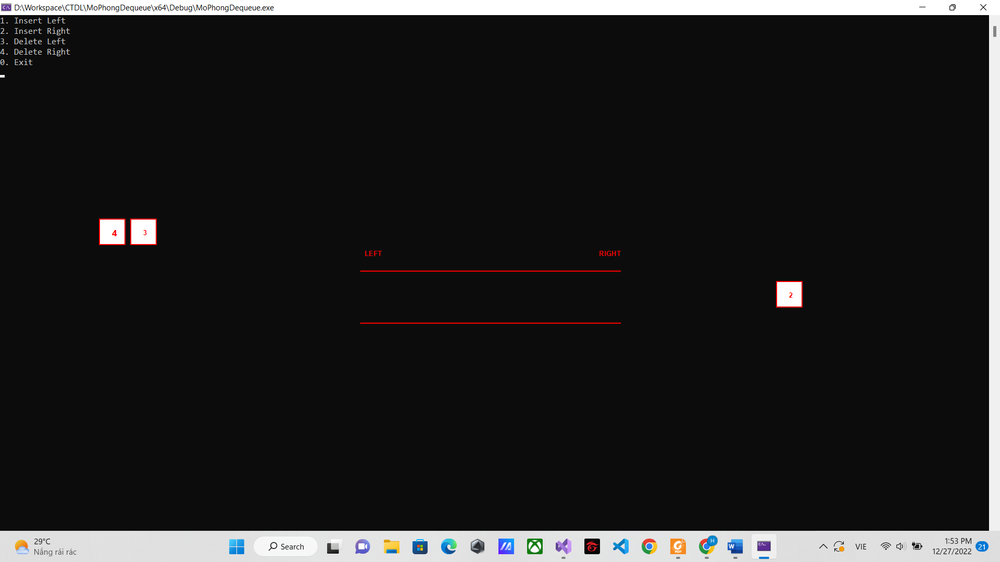 D:\Workspace\CTDL\MoPhongDequeue\x64\Debug\MoPhongDequeue.exe
1. Insert Left
2. Insert Right
3. Delete Left
4. Delete Right
0. Exit
4 3
LEFT RIGHT
2
29°C
Nắng rải rác
Search
H
PDF
W
VIE
1:53 PM
12/27/2022
21